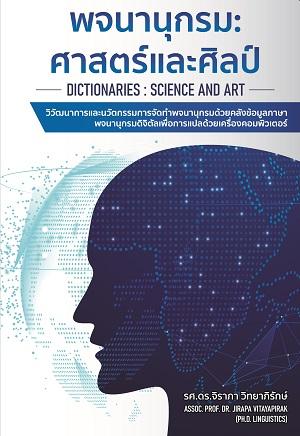 พจนานุกรม:
ศาสตร์และศิลป์
DICTIONARIES : SCIENCE AND ART
วิวัฒนาการและนวัตกรรมการจัดทำพจนานุกรมด้วยคลังข้อมูลภาษา
พจนานุกรมดิจิตัลเพื่อการแปลด้วยเครื่องคอมพิวเตอร์
รศ.ดร.จิราภา วิทยาภิรักษ์
ASSOC. PROF. DR. JIRAPA VITAYAPIRAK
(PH.D. LINGUISTICS)